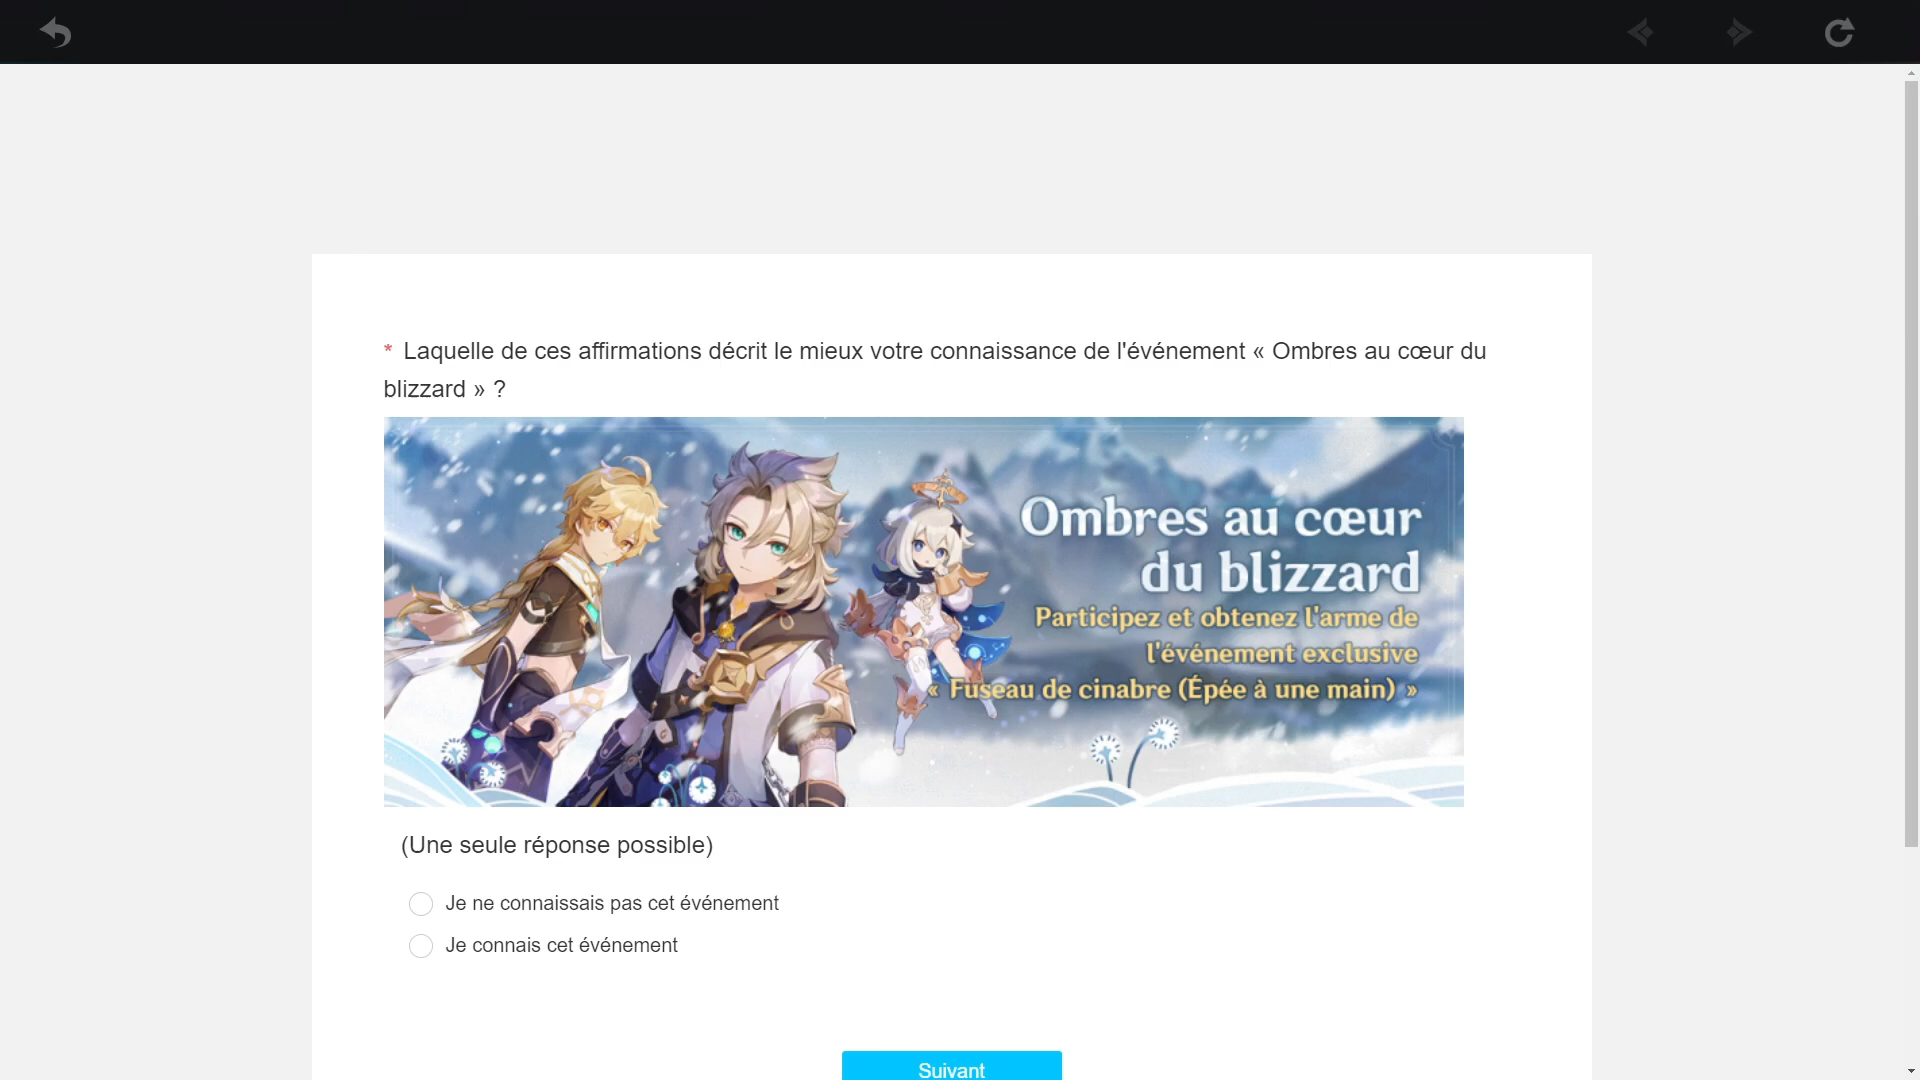 * Laquelle de ces affirmations décrit le mieux votre connaissance de l'événement « Ombres au cœur du
blizzard » ?
Ombres au cœur
du blizzard
Participez et obtenez l'arme de
l'événement exclusive
« Fuseau de cinabre (Épée à une main) »
(Une seule réponse possible)
Je ne connaissais pas cet événement
Je connais cet événement
Suivant